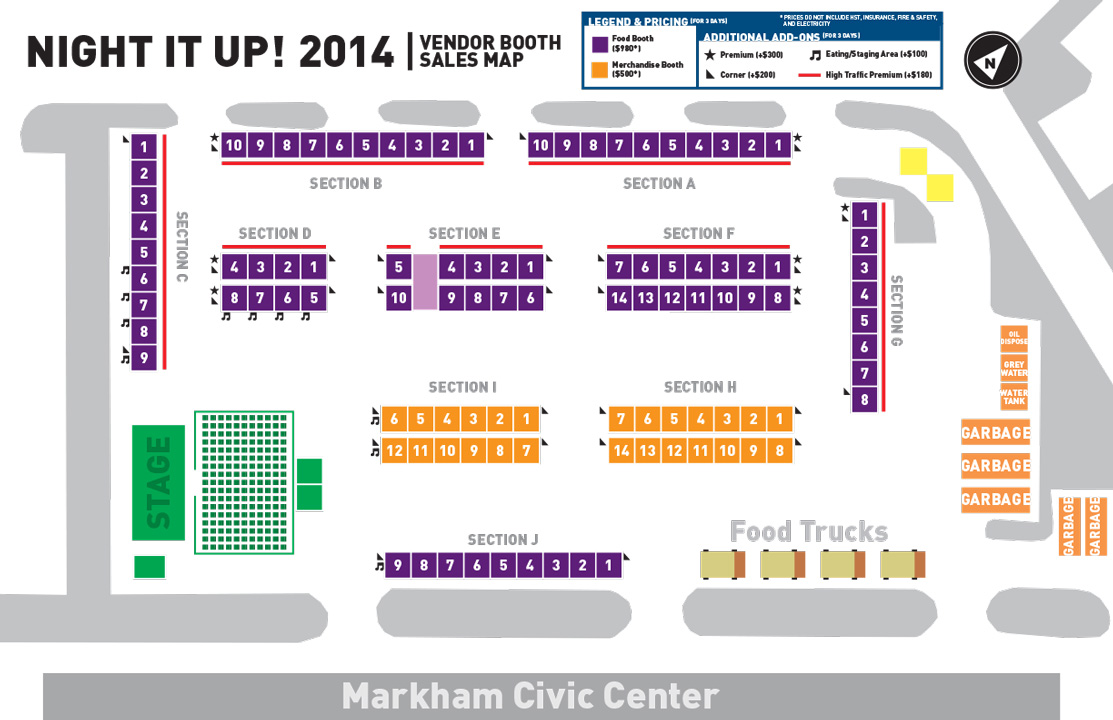 NIGHT IT UP! 2014
VENDOR BOOTH
SALES MAP
LEGEND & PRICING (FOR 3 DAYS)
* PRICES DO NOT INCLUDE HST, INSURANCE, FIRE & SAFETY,
AND ELECTRICITY
Food Booth
($980*)
Merchandise Booth
($500*)
ADDITIONAL ADD-ONS (FOR 3 DAYS)
Premium (+$300)
Eating/Staging Area (+$100)
Corner (+$200)
High Traffic Premium (+$180)
N
10 9 8 7 6 5 4 3 2 1
SECTION B
10 9 8 7 6 5 4 3 2 1
SECTION A
1
2
3
4
5
6
7
8
9
SECTION C
SECTION D
4 3 2 1
8 7 6 5
SECTION E
5 4 3 2 1
10 9 8 7 6
SECTION F
7 6 5 4 3 2 1
14 13 12 11 10 9 8
1
2
3
4
5
6
7
8
SECTION G
OIL
DISPOSE
GREY
WATER
WATER
TANK
GARBAGE
GARBAGE
GARBAGE
GARBAGE
GARBAGE
SECTION I
6 5 4 3 2 1
12 11 10 9 8 7
SECTION H
7 6 5 4 3 2 1
14 13 12 11 10 9 8
STAGE
SECTION J
9 8 7 6 5 4 3 2 1
Food Trucks
Markham Civic Center